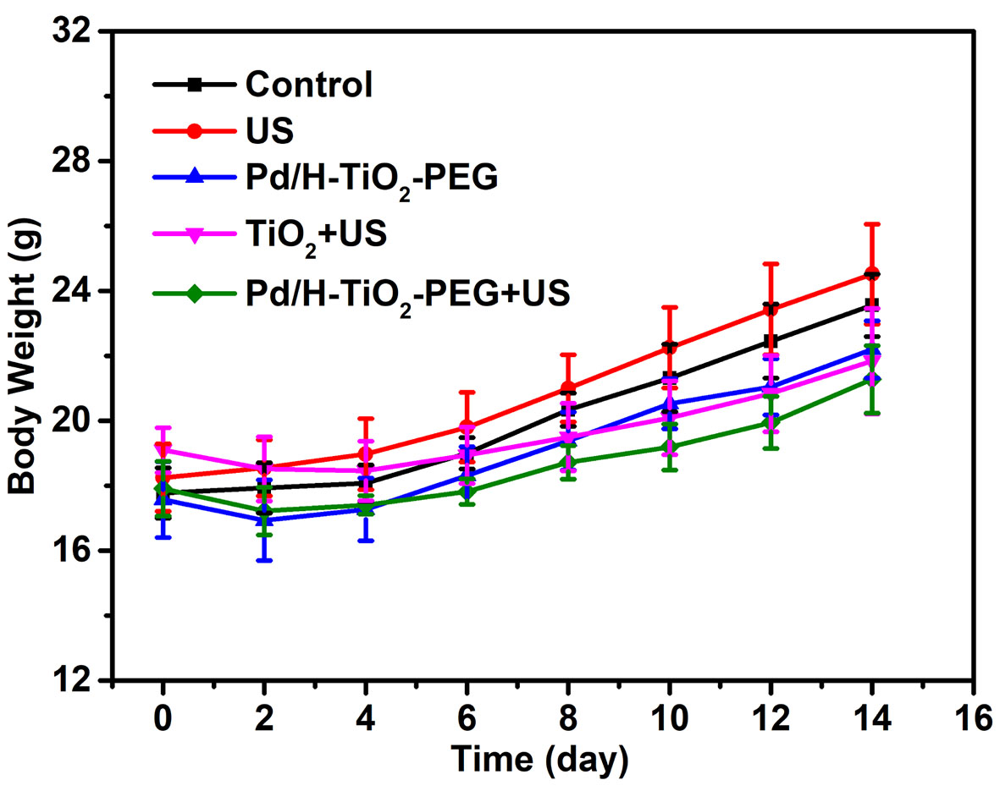 32
28
24
20
16
12
Body Weight (g)
Control
US
Pd/H-TiO₂-PEG
TiO₂+US
Pd/H-TiO₂-PEG+US
0 2 4 6 8 10 12 14 16
Time (day)